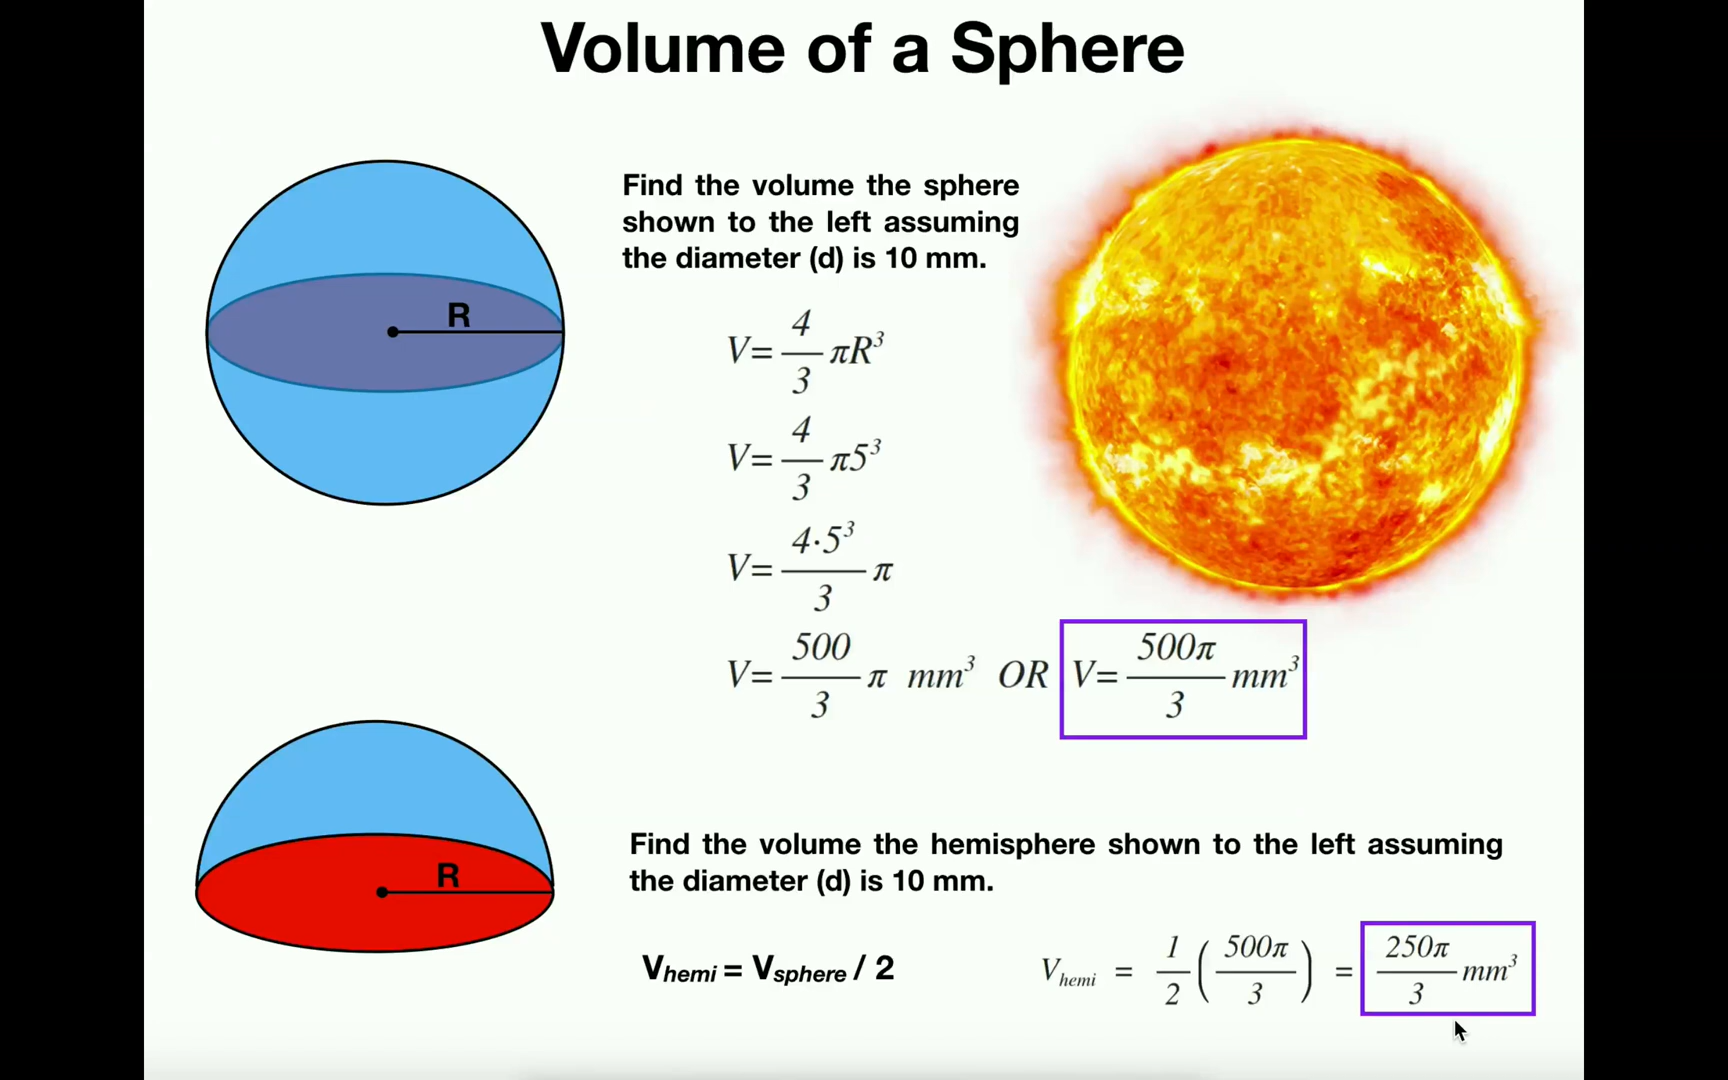 Volume of a Sphere
R
Find the volume the sphere
shown to the left assuming
the diameter (d) is 10 mm.
V= 4/3 πR³
V= 4/3 π5³
V= 4·5³/3 π
V= 500/3 π mm³ OR V= 500π/3 mm³
R
Find the volume the hemisphere shown to the left assuming
the diameter (d) is 10 mm.
Vhemi = Vsphere / 2
Vhemi = 1/2 (500π/3) = 250π/3 mm³